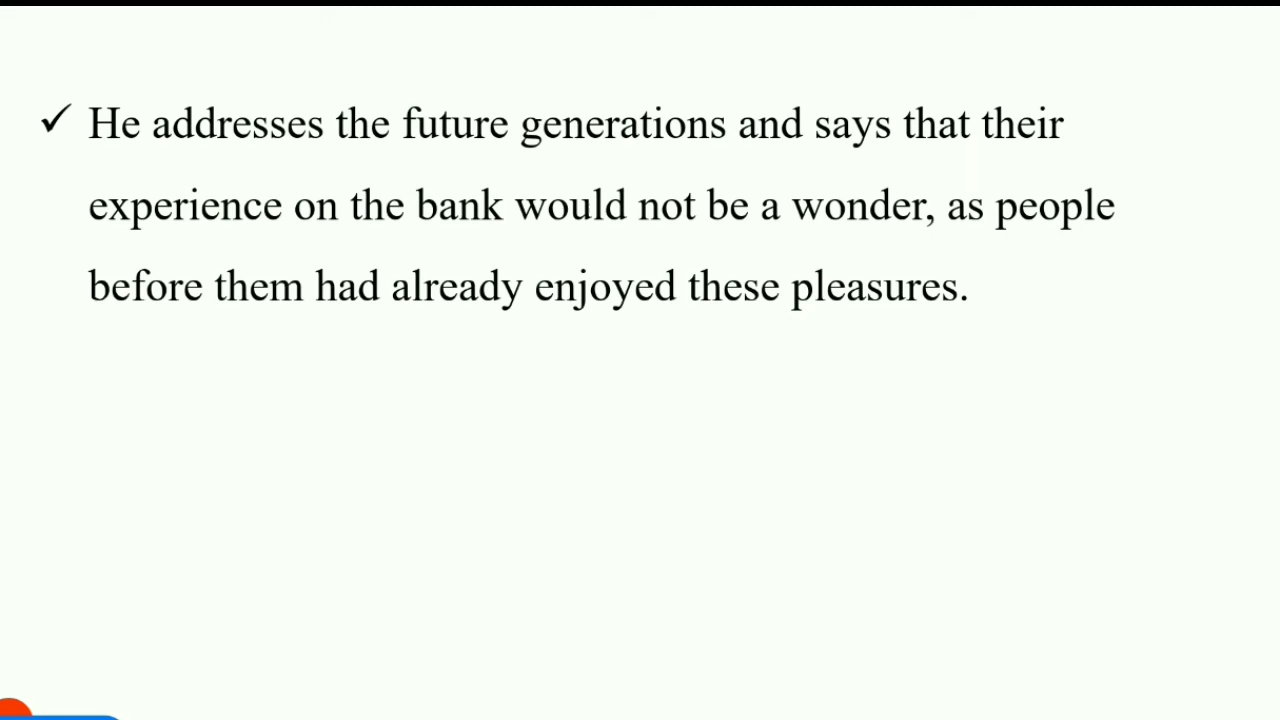 ✓ He addresses the future generations and says that their
experience on the bank would not be a wonder, as people
before them had already enjoyed these pleasures.